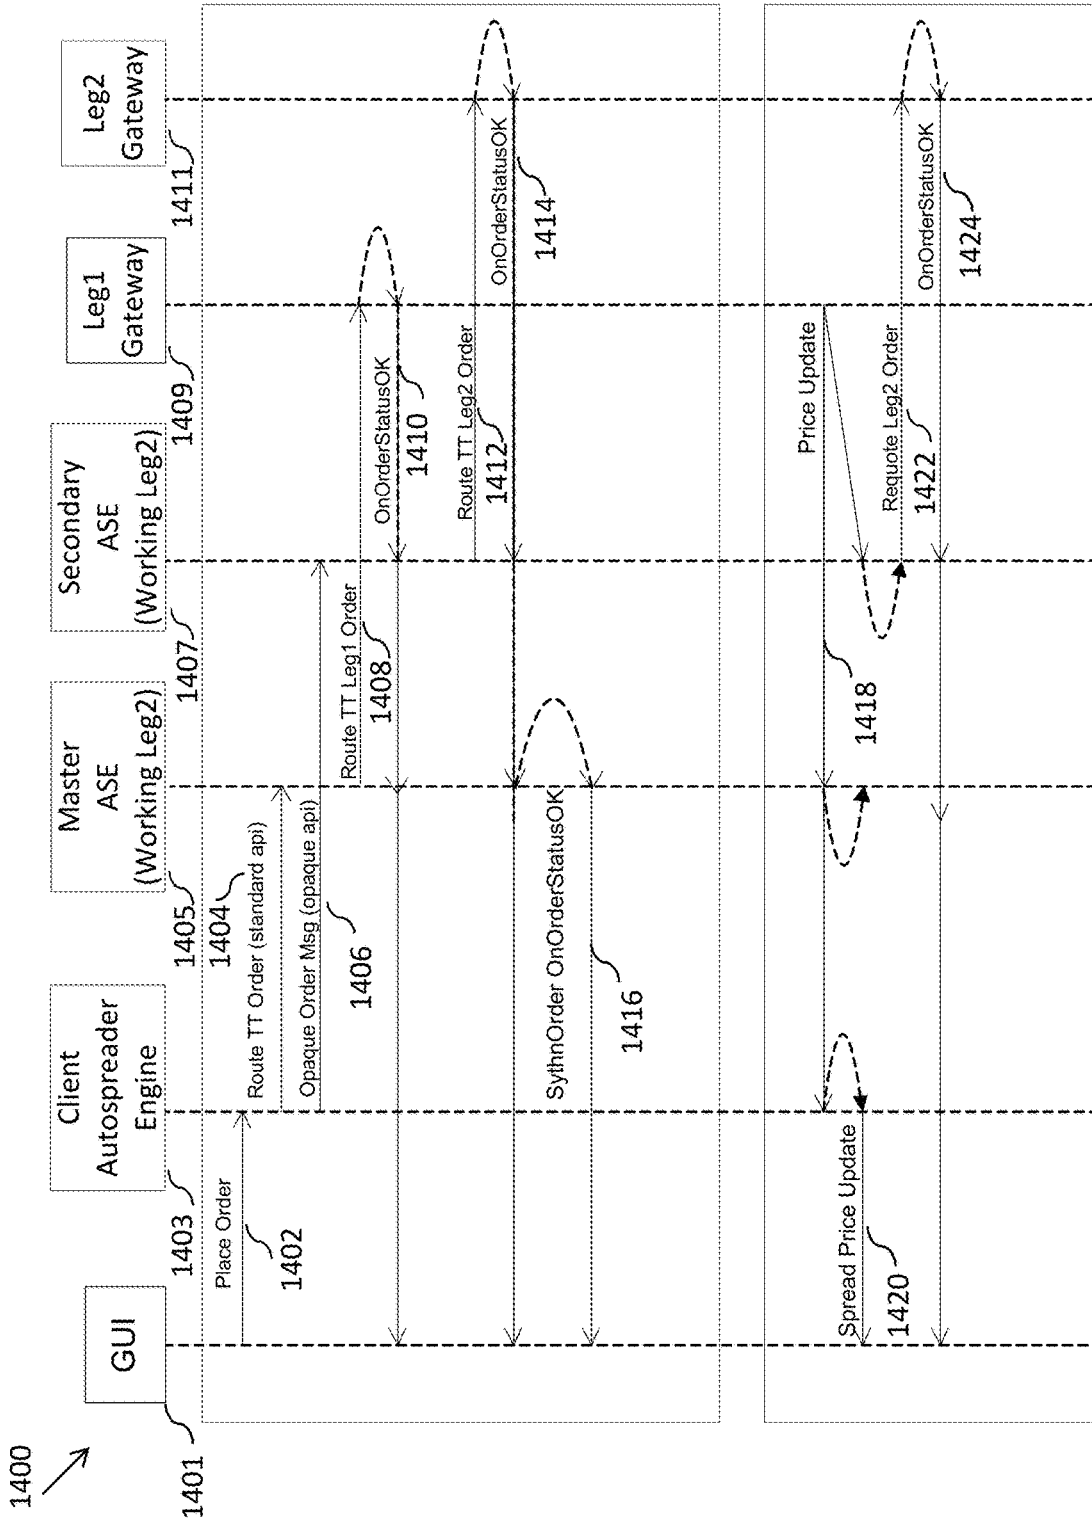 1400
GUI
1401
Client
Autospreader
Engine
1403
Master
ASE
(Working Leg2)
1405
Secondary
ASE
(Working Leg2)
1407
Leg1
Gateway
1409
Leg2
Gateway
1411
Place Order
1402
Route TT Order (standard api)
1404
Opaque Order Msg (opaque api)
1406
Route TT Leg1 Order
1408
OnOrderStatusOK
1410
Route TT Leg2 Order
1412
OnOrderStatusOK
1414
SythnOrder OnOrderStatusOK
1416
Price Update
1418
Spread Price Update
1420
Requote Leg2 Order
1422
OnOrderStatusOK
1424